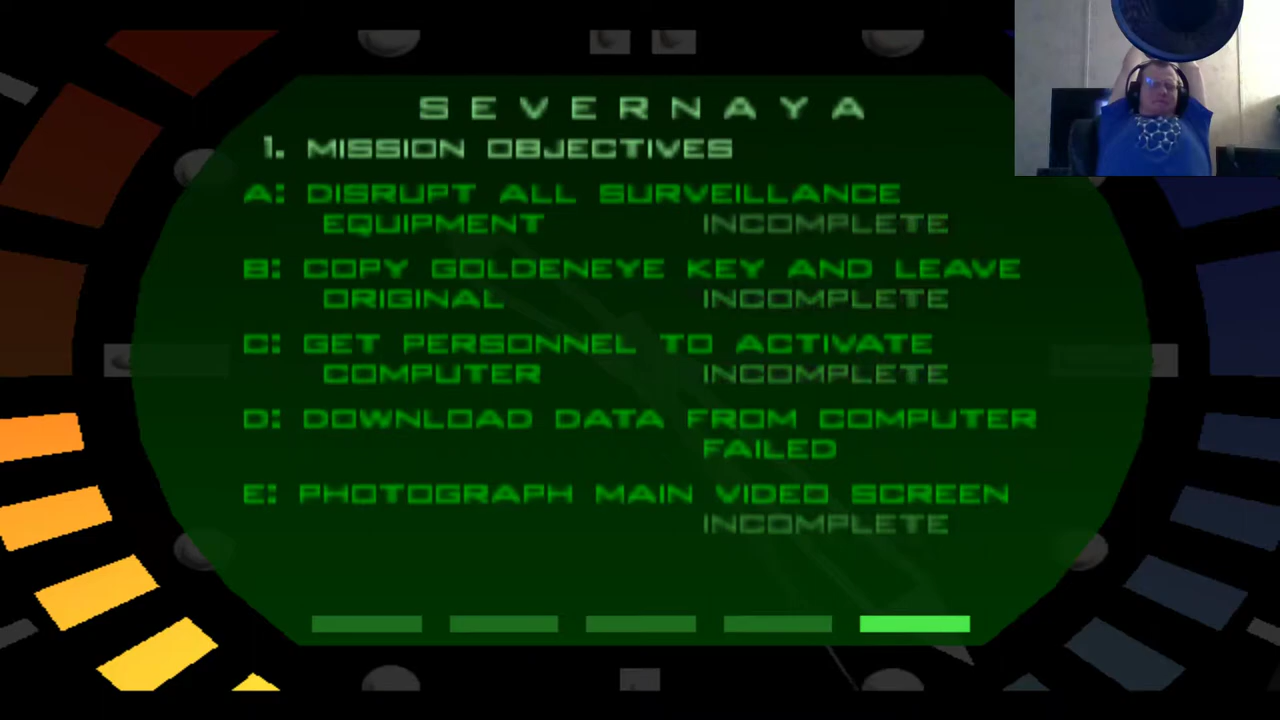 SEVERNAYA
1. MISSION OBJECTIVES
A: DISRUPT ALL SURVEILLANCE
EQUIPMENT INCOMPLETE
B: COPY GOLDENEYE KEY AND LEAVE
ORIGINAL INCOMPLETE
C: GET PERSONNEL TO ACTIVATE
COMPUTER INCOMPLETE
D: DOWNLOAD DATA FROM COMPUTER
FAILED
E: PHOTOGRAPH MAIN VIDEO SCREEN
INCOMPLETE